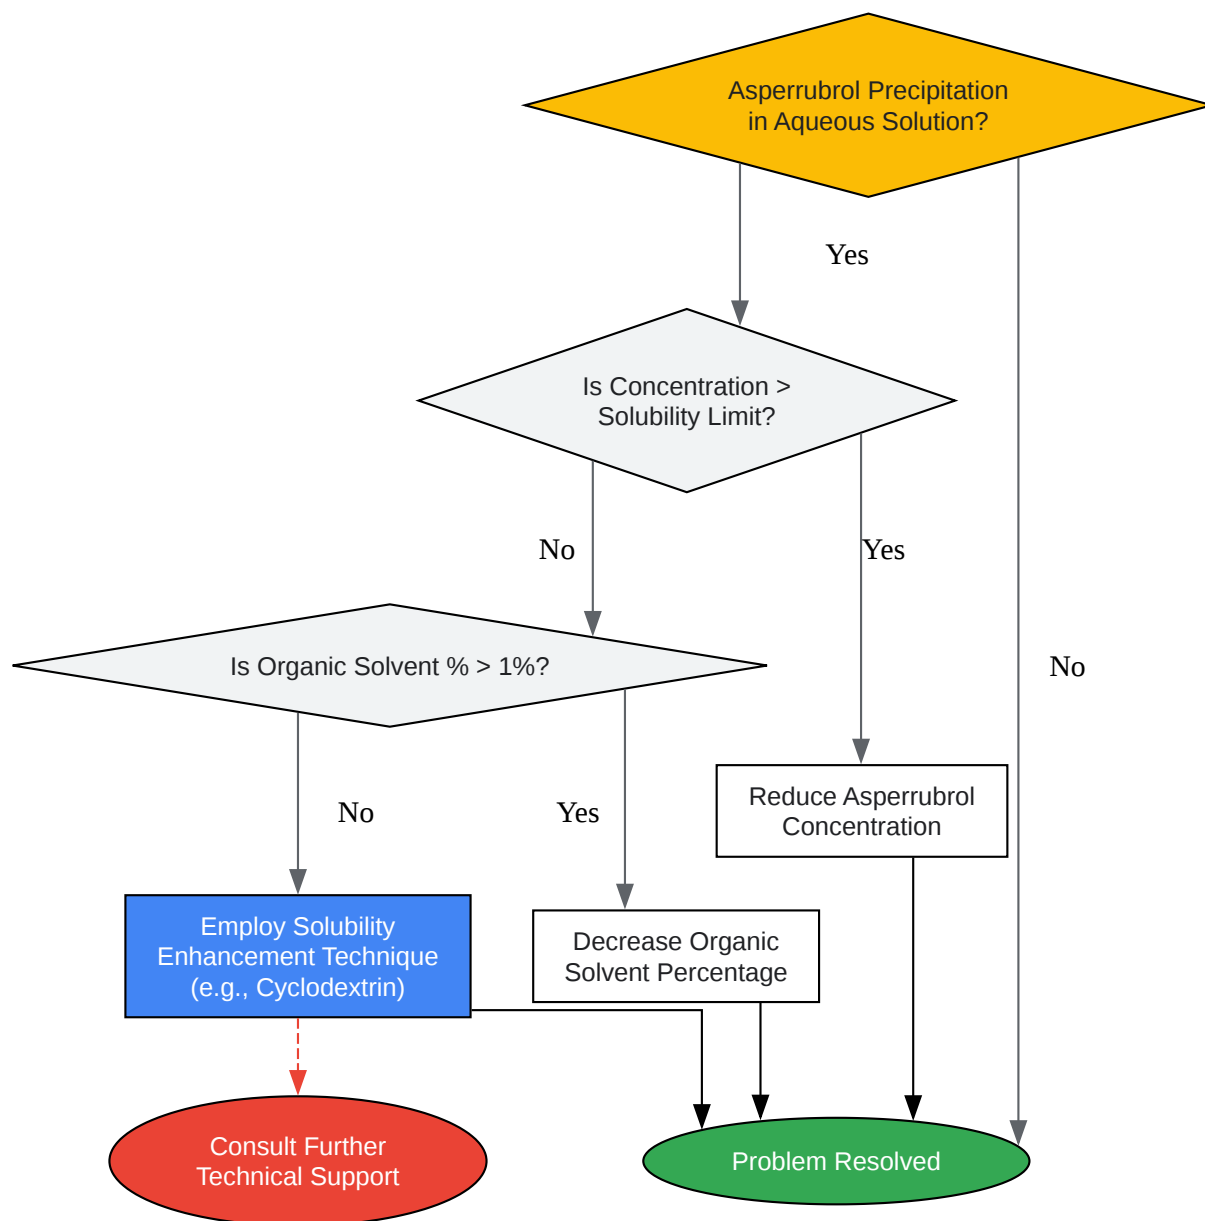 Asperrubrol Precipitation
in Aqueous Solution?
Yes
Is Concentration >
Solubility Limit?
No
Yes
Is Organic Solvent % > 1%?
No
No
Yes
Reduce Asperrubrol
Concentration
Employ Solubility
Enhancement Technique
(e.g., Cyclodextrin)
Decrease Organic
Solvent Percentage
Consult Further
Technical Support
Problem Resolved